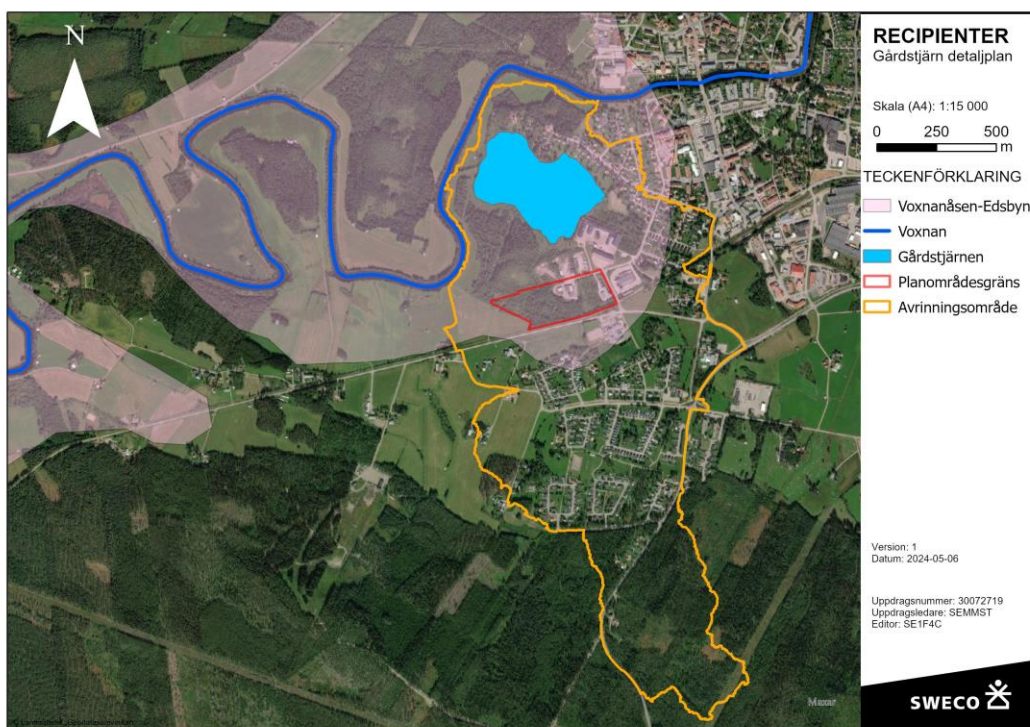 N
RECIPIENTER
Gårdstjärn detaljplan
Skala (A4): 1:15 000
0 250 500
m
TECKENFÖRKLARING
Voxnanåsen-Edsbyn
Voxnan
Gårdstjärnen
Planområdesgräns
Avrinningsområde
Version: 1
Datum: 2024-05-06
Uppdragsnummer: 30072719
Uppdragsledare: SEMMST
Editor: SE1F4C
Maxar
SWECO